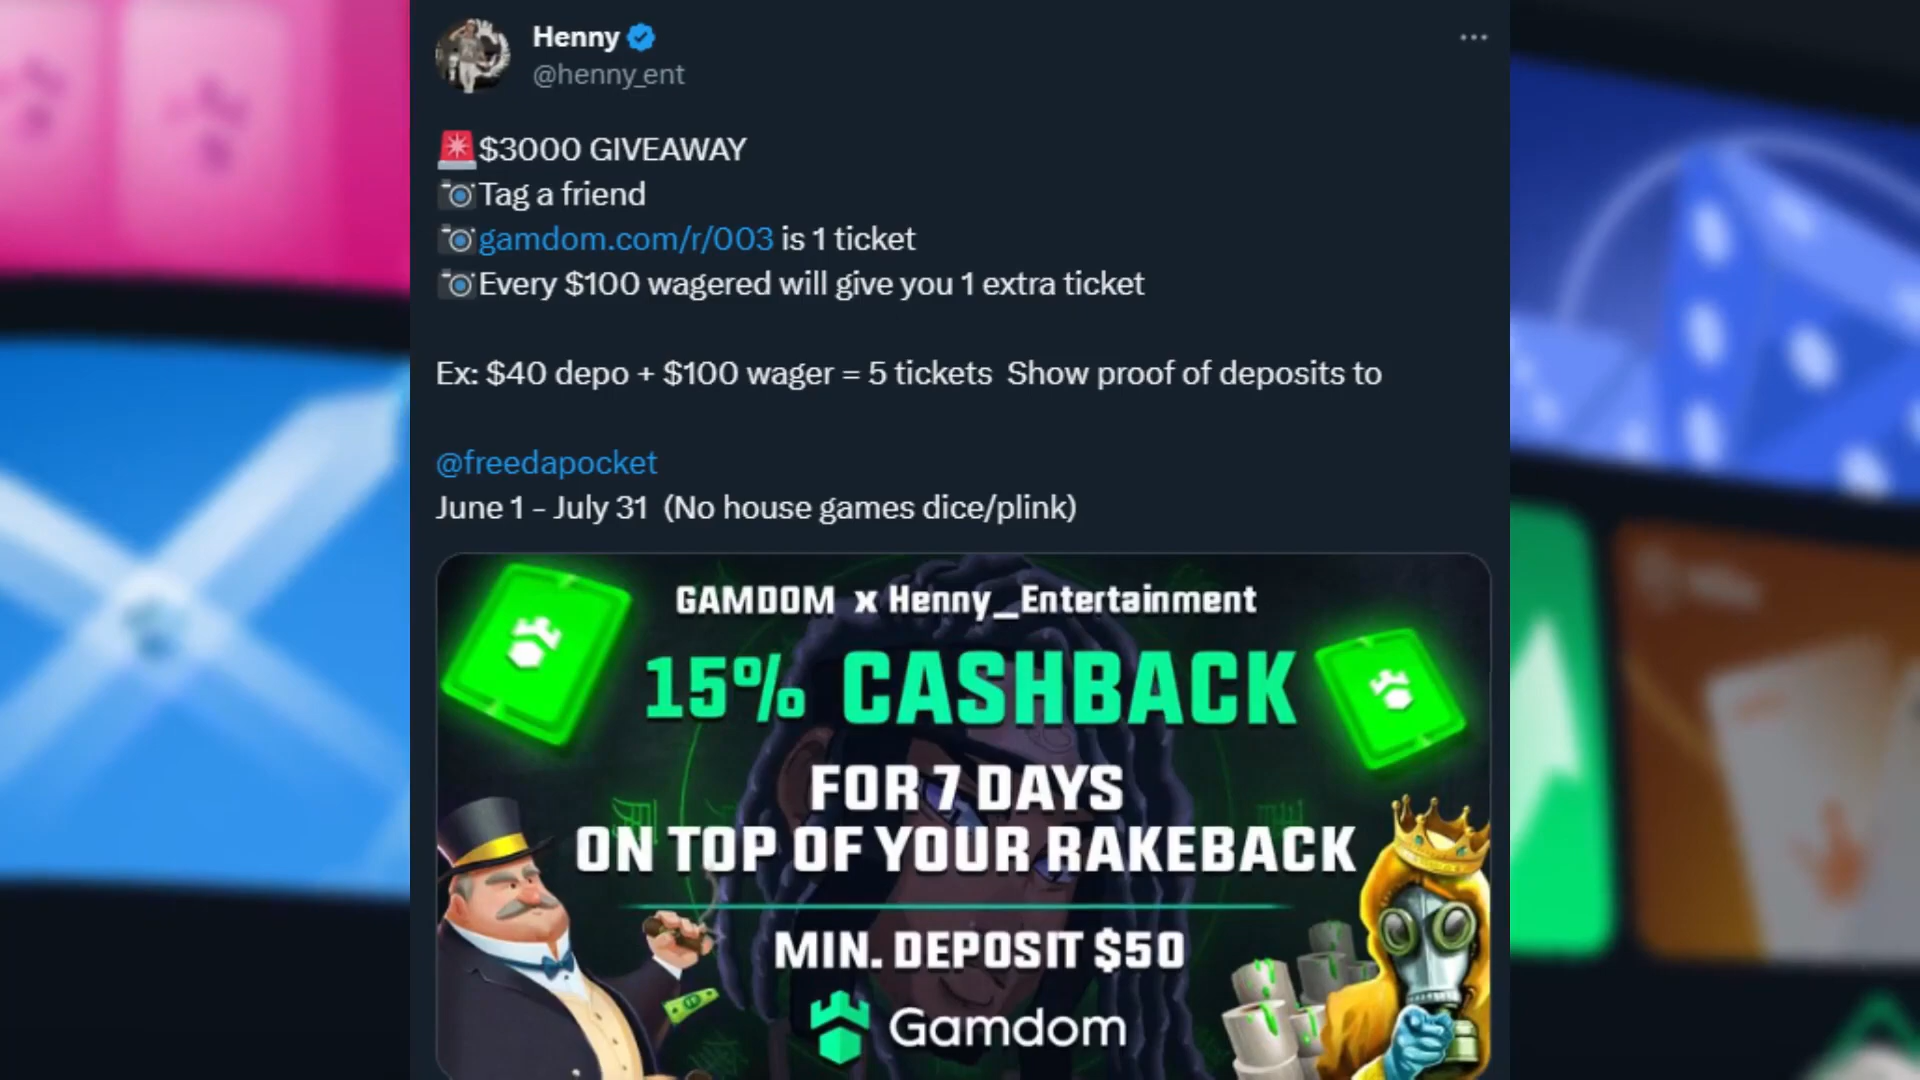 Henny
@henny_ent
$3000 GIVEAWAY
Tag a friend
gamdom.com/r/003 is 1 ticket
Every $100 wagered will give you 1 extra ticket
Ex: $40 depo + $100 wager = 5 tickets  Show proof of deposits to
@freedapocket
June 1 - July 31  (No house games dice/plink)
GAMDOM x Henny_Entertainment
15% CASHBACK
FOR 7 DAYS
ON TOP OF YOUR RAKEBACK
MIN. DEPOSIT $50
Gamdom